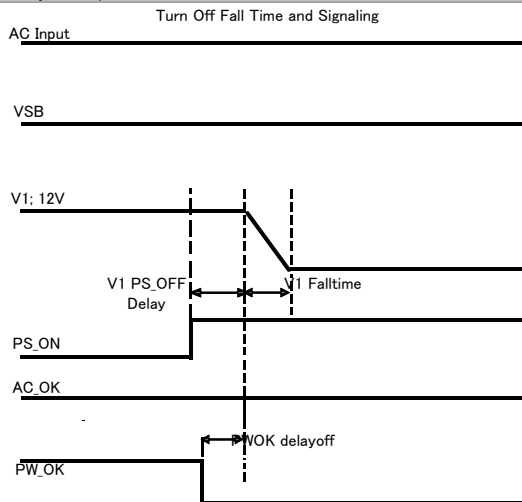 Turn Off Fall Time and Signaling
AC Input
VSB
V1; 12V
V1 PS_OFF
Delay
V1 Falltime
PS_ON
AC_OK
PWOK delayoff
PW_OK